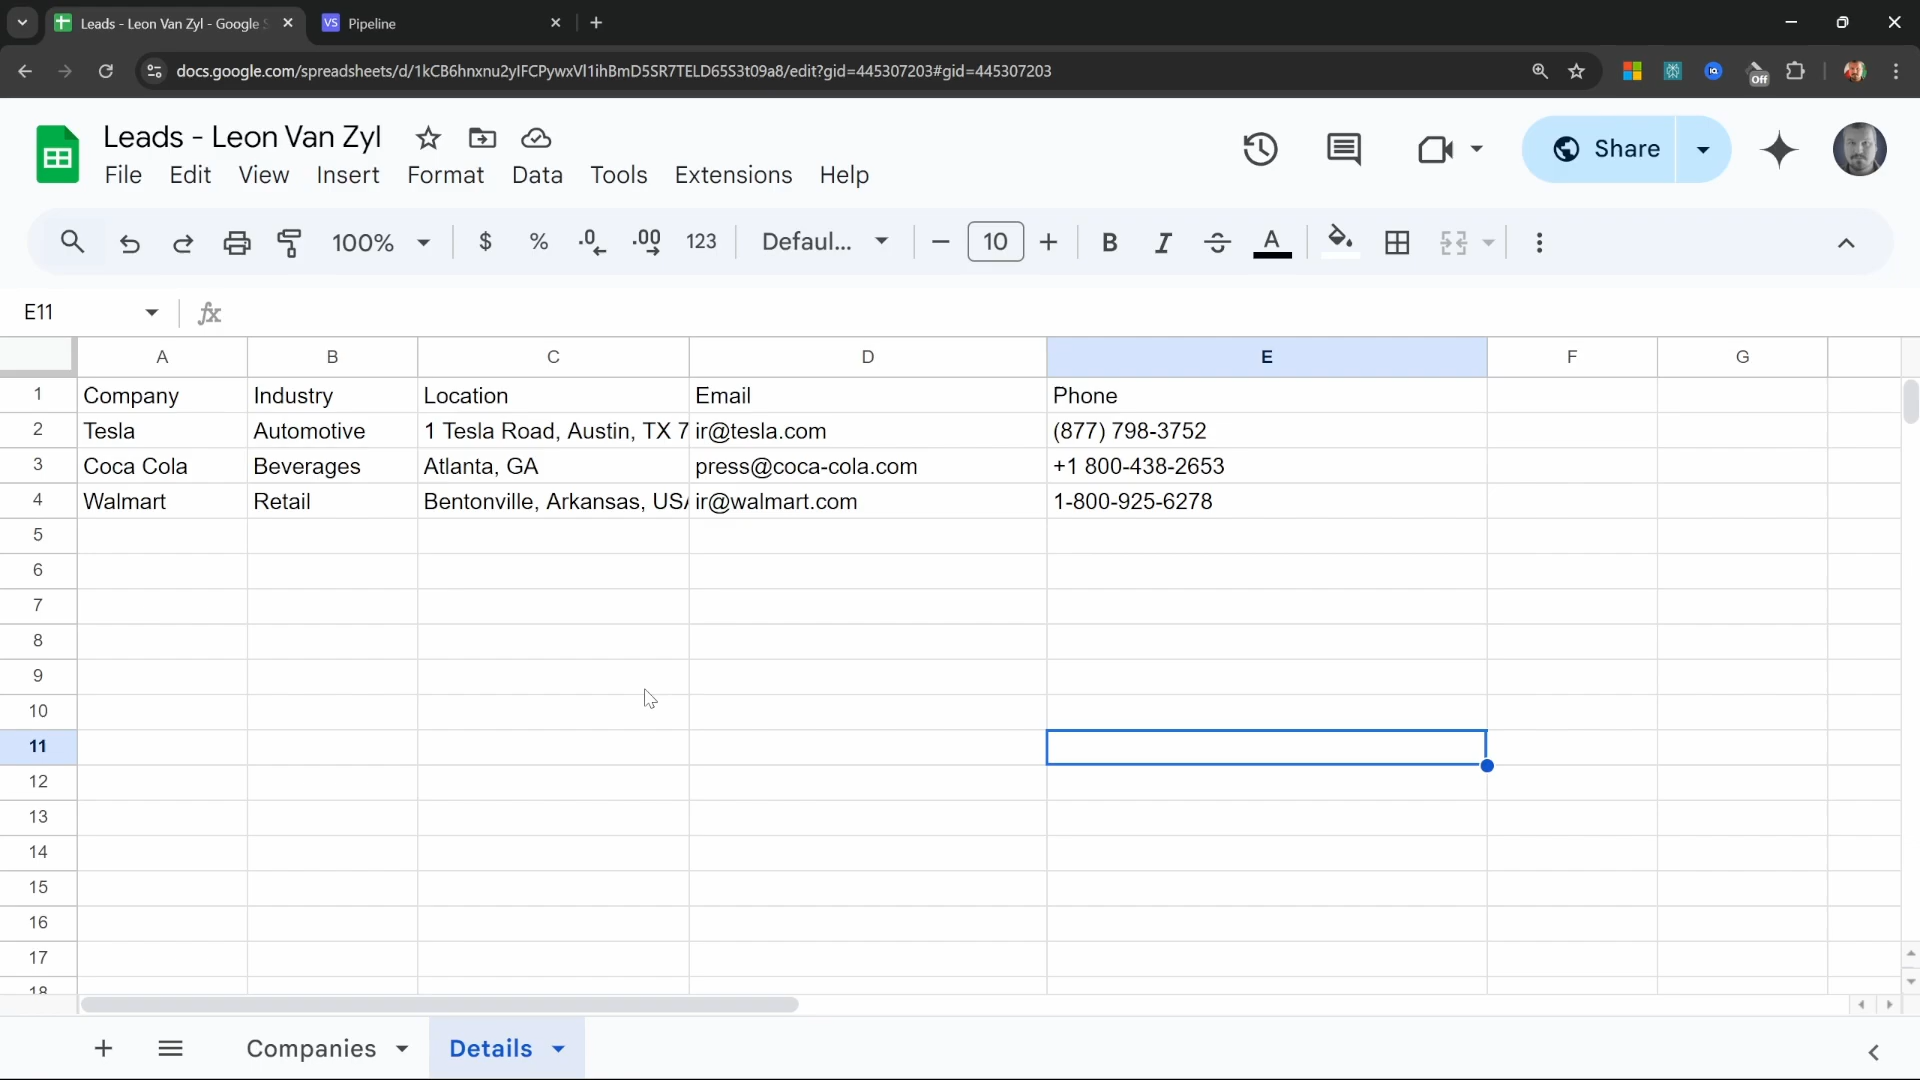 Leads - Leon Van Zyl - Google S
Pipeline
docs.google.com/spreadsheets/d/1kCB6hnxnu2yIFCPywxVl1ihBmD5SR7TELD65S3t09a8/edit?gid=445307203#gid=445307203
Off
Leads - Leon Van Zyl
File Edit View Insert Format Data Tools Extensions Help
Share
100% $ % .0 .00 123 Defaul... 10 B I S A
E11 fx
A B C D E F G
1 Company Industry Location Email Phone
2 Tesla Automotive 1 Tesla Road, Austin, TX 7 ir@tesla.com (877) 798-3752
3 Coca Cola Beverages Atlanta, GA press@coca-cola.com +1 800-438-2653
4 Walmart Retail Bentonville, Arkansas, USA ir@walmart.com 1-800-925-6278
5
6
7
8
9
10
11
12
13
14
15
16
17
18
Companies Details